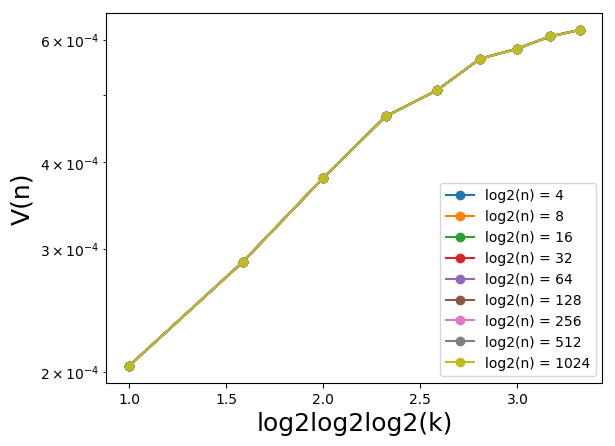 6 × 10⁻⁴
4 × 10⁻⁴
3 × 10⁻⁴
2 × 10⁻⁴
V(n)
log2(n) = 4
log2(n) = 8
log2(n) = 16
log2(n) = 32
log2(n) = 64
log2(n) = 128
log2(n) = 256
log2(n) = 512
log2(n) = 1024
1.0 1.5 2.0 2.5 3.0
log2log2log2(k)